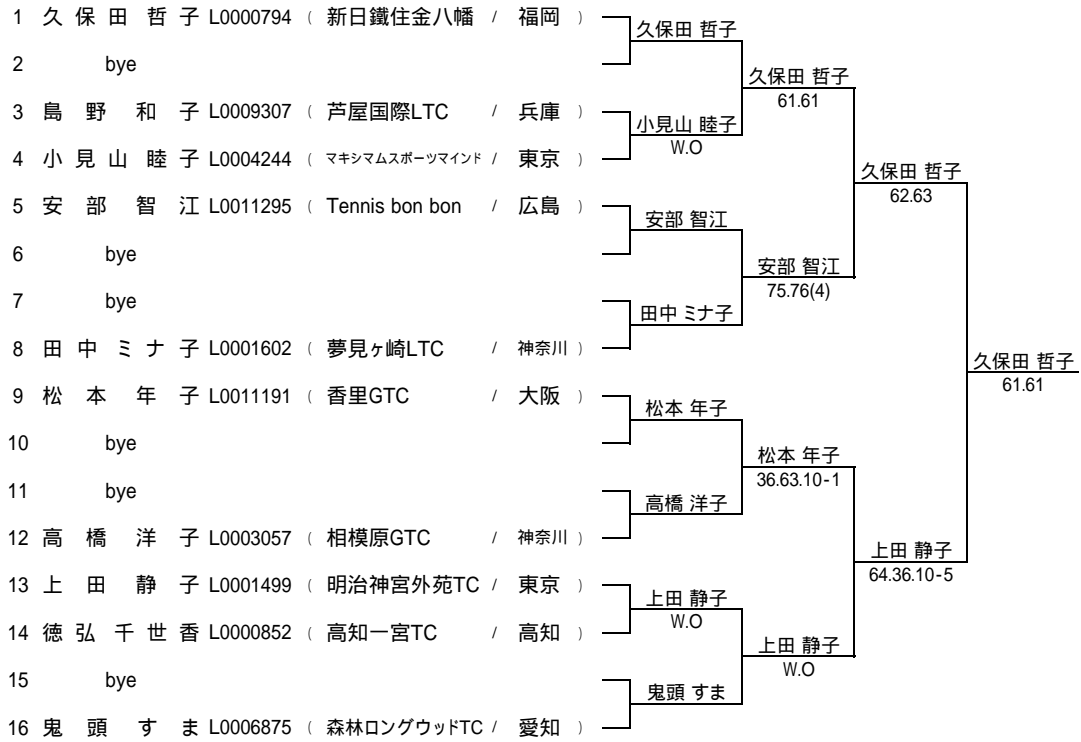 1 久保田 哲子 L0000794 ( 新日鐵住金八幡 / 福岡 )
久保田 哲子
2 bye
久保田 哲子
61.61
3 島野 和子 L0009307 ( 芦屋国際LTC / 兵庫 )
小見山 睦子
W.O
4 小見山 睦子 L0004244 ( マキシマムスポーツマインド / 東京 )
久保田 哲子
62.63
5 安部 智江 L0011295 ( Tennis bon bon / 広島 )
安部 智江
6 bye
安部 智江
75.76(4)
7 bye
田中 ミナ子
8 田中 ミナ子 L0001602 ( 夢見ヶ崎LTC / 神奈川 )
久保田 哲子
61.61
9 松本 年子 L0011191 ( 香里GTC / 大阪 )
松本 年子
10 bye
松本 年子
36.63.10-1
11 bye
高橋 洋子
12 高橋 洋子 L0003057 ( 相模原GTC / 神奈川 )
上田 静子
64.36.10-5
13 上田 静子 L0001499 ( 明治神宮外苑TC / 東京 )
上田 静子
W.O
14 徳弘 千世香 L0000852 ( 高知一宮TC / 高知 )
上田 静子
W.O
15 bye
鬼頭 すま
16 鬼頭 すま L0006875 ( 森林ロングウッドTC / 愛知 )